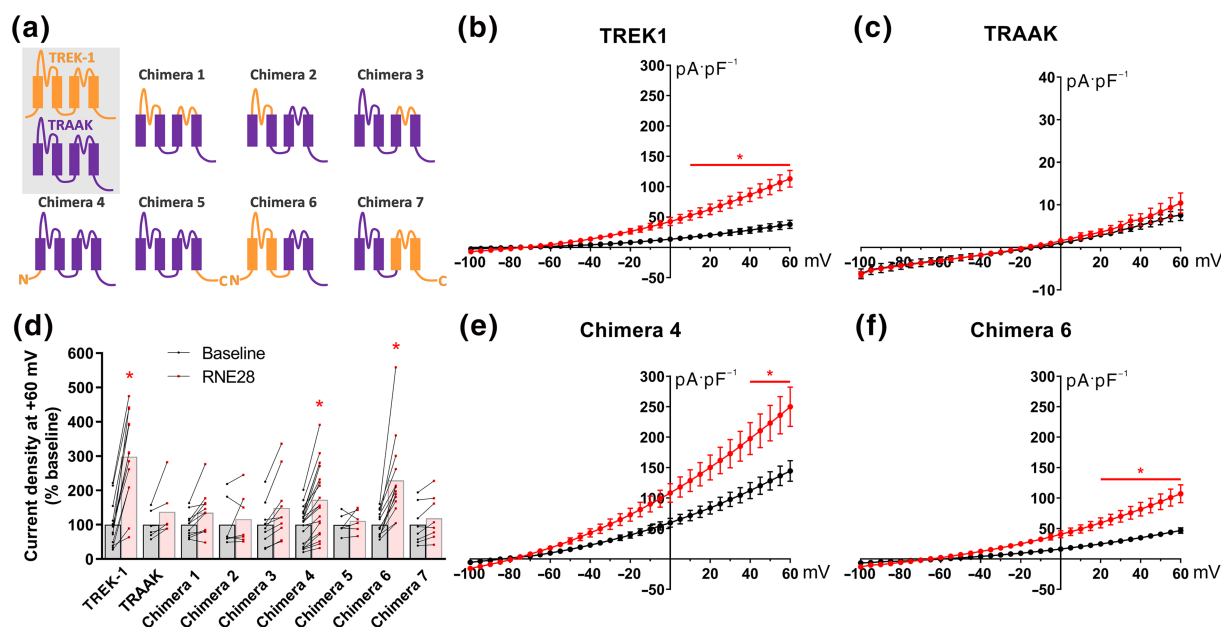 (a)
TREK-1
TRAAK
Chimera 1
Chimera 2
Chimera 3
Chimera 4
N
Chimera 5
C
Chimera 6
N
Chimera 7
C
(b)
TREK1
pA·pF⁻¹
300
250
200
150
100
50
−50
*
−100 −80 −60 −40 −20 20 40 60 mV
(c)
TRAAK
pA·pF⁻¹
40
30
20
10
−10
−100 −80 −60 −40 −20 20 40 60 mV
(d)
Current density at +60 mV
(% baseline)
600
500
400
300
200
100
0
Baseline
RNE28
*
*
*
TREK-1
TRAAK
Chimera 1
Chimera 2
Chimera 3
Chimera 4
Chimera 5
Chimera 6
Chimera 7
(e)
Chimera 4
pA·pF⁻¹
300
250
200
150
100
50
−50
*
−100 −80 −60 −40 −20 20 40 60 mV
(f)
Chimera 6
pA·pF⁻¹
300
250
200
150
100
50
−50
*
−100 −80 −60 −40 −20 20 40 60 mV